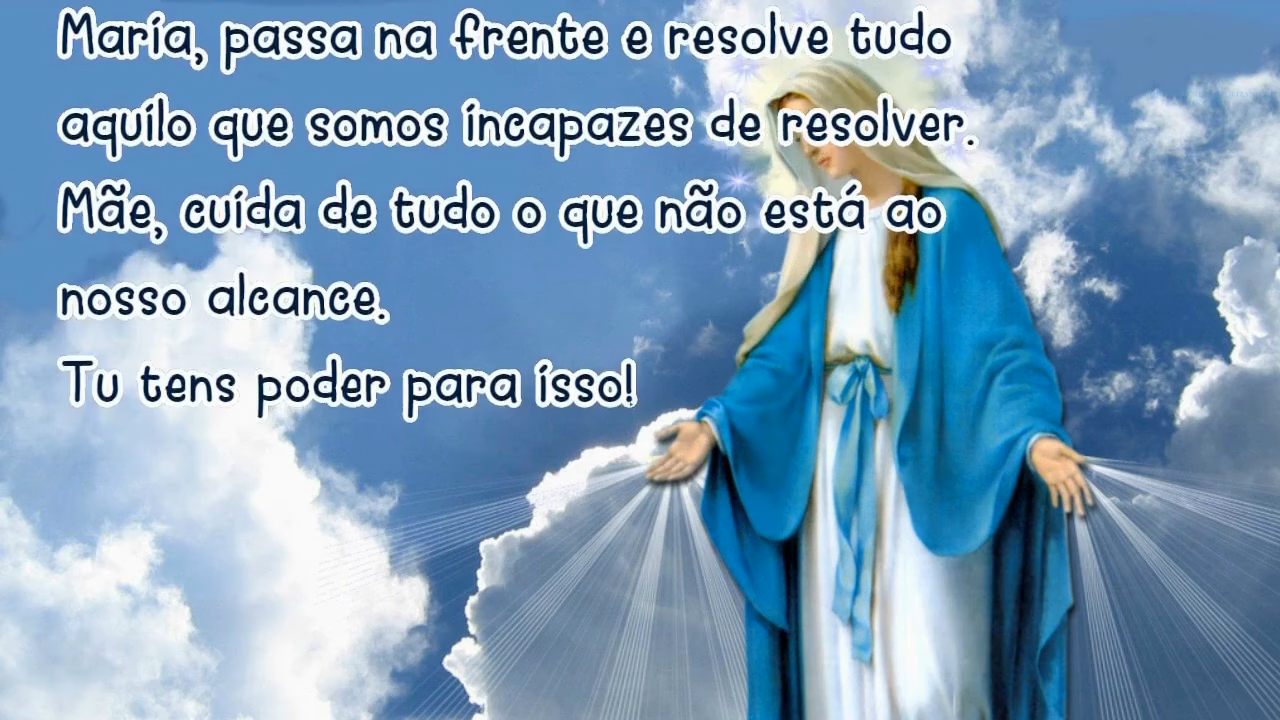 Maria, passa na frente e resolve tudo
aquilo que somos incapazes de resolver.
Mãe, cuida de tudo o que não está ao
nosso alcance.
Tu tens poder para isso!